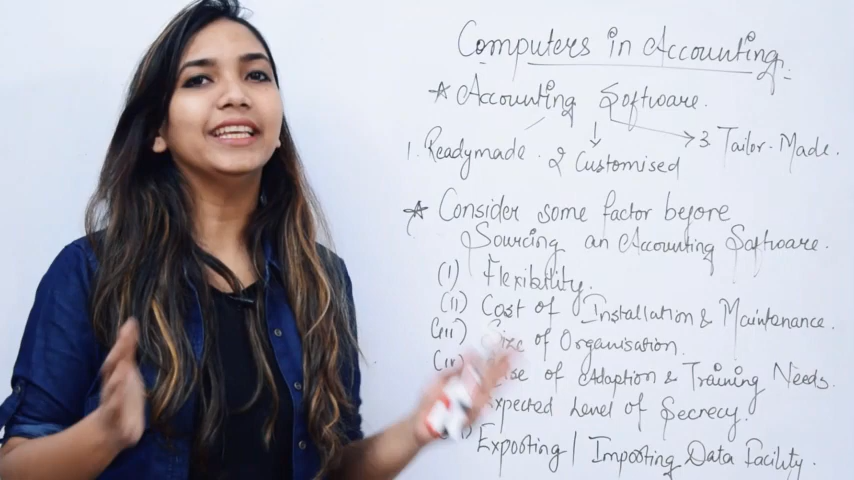 Computers in Accounting.
* Accounting Software.
1. Readymade. 2 Customised 3. Tailor-Made.
* Consider some factor before
Sourcing an Accounting Software.
(i) Flexibility.
(ii) Cost of Installation & Maintenance.
(iii) Size of Organisation.
of Adaption & Training Needs.
Expected Level of Secrecy.
Exporting / Importing Data Facility.